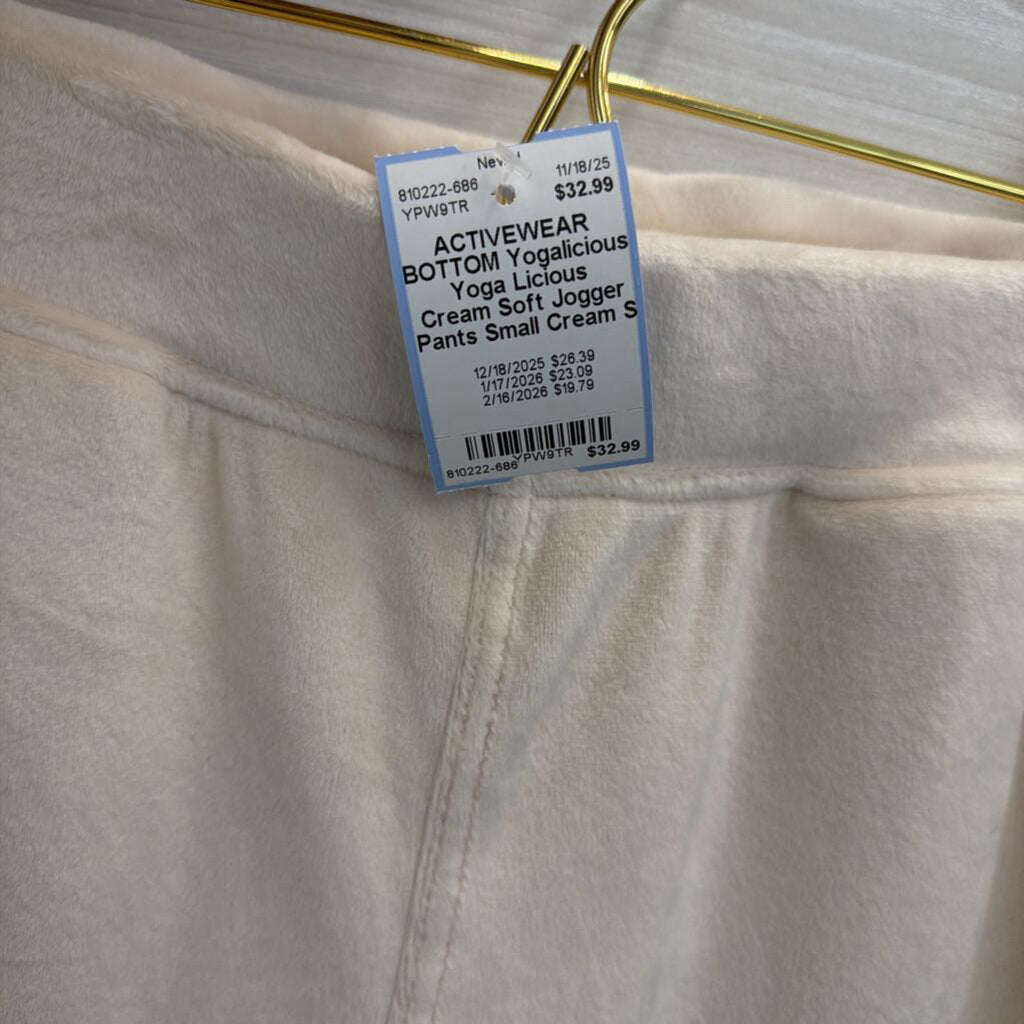 11/18/25
810222-686 $32.99
YPW9TR
ACTIVEWEAR
BOTTOM Yogalicious
Yoga Licious
Cream Soft Jogger
Pants Small Cream S
12/18/2025 $26.39
1/17/2026 $23.09
2/16/2026 $19.79
YPW9TR $32.99
810222-686